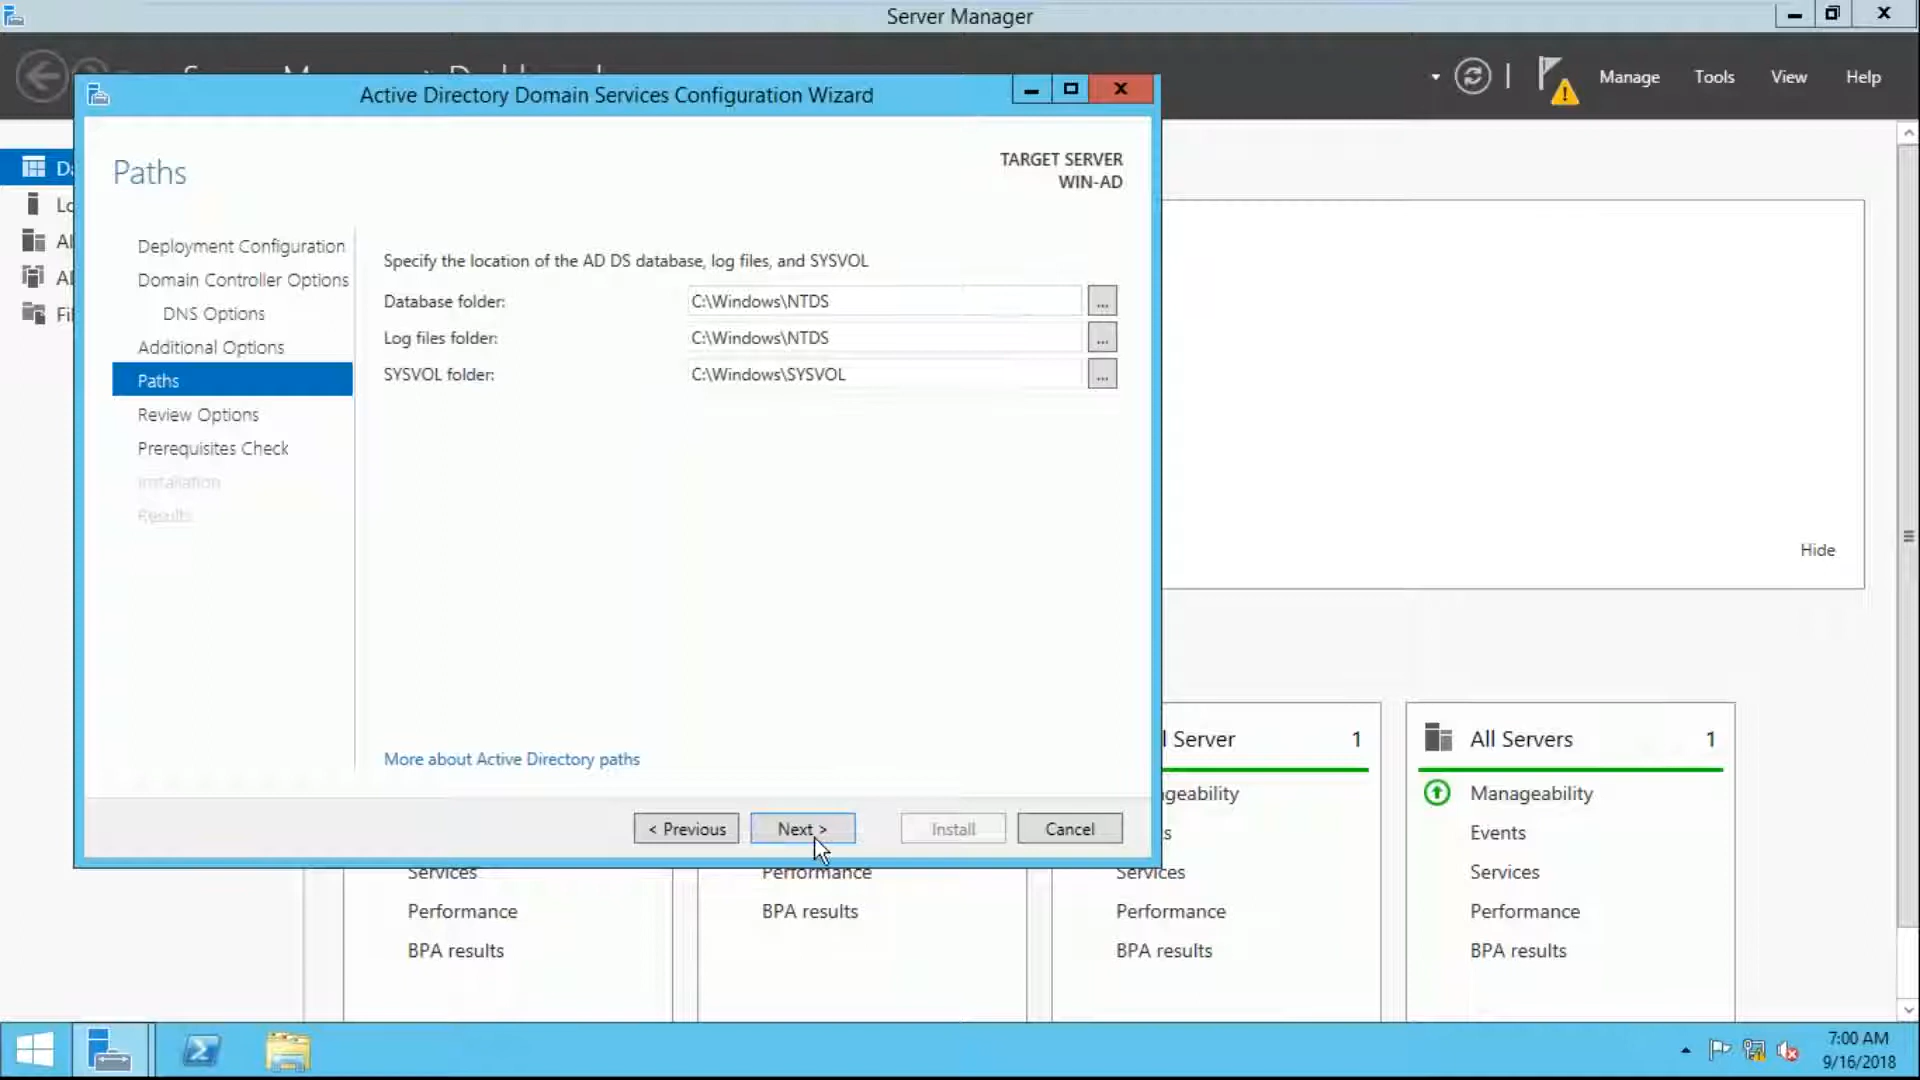 Server Manager
Manage
Tools
View
Help
Active Directory Domain Services Configuration Wizard
Paths
TARGET SERVER
WIN-AD
Deployment Configuration
Domain Controller Options
DNS Options
Additional Options
Paths
Review Options
Prerequisites Check
Installation
Results
Specify the location of the AD DS database, log files, and SYSVOL
Database folder:
C:\Windows\NTDS
...
Log files folder:
C:\Windows\NTDS
...
SYSVOL folder:
C:\Windows\SYSVOL
...
More about Active Directory paths
< Previous
Next >
Install
Cancel
Hide
Services
Performance
BPA results
Performance
BPA results
l Server
1
geability
s
Services
Performance
BPA results
All Servers
1
Manageability
Events
Services
Performance
BPA results
7:00 AM
9/16/2018